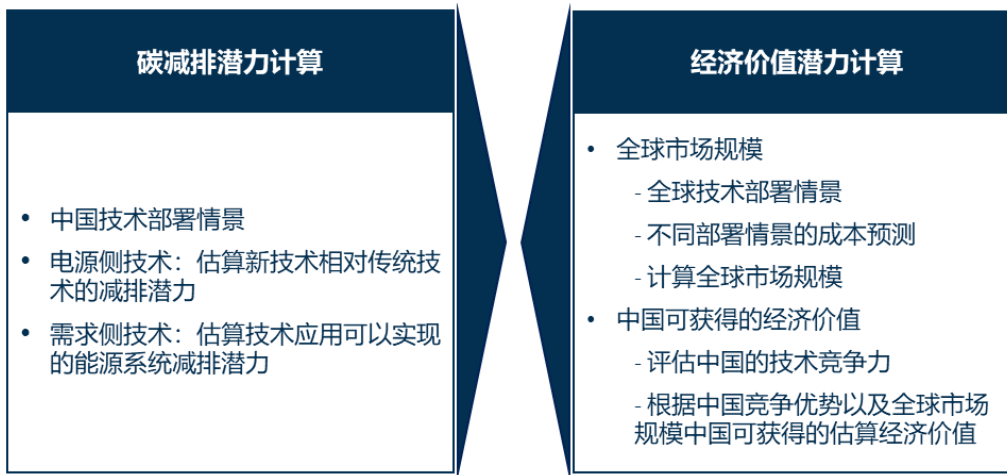 碳减排潜力计算
• 中国技术部署情景
• 电源侧技术：估算新技术相对传统技
术的减排潜力
• 需求侧技术：估算技术应用可以实现
的能源系统减排潜力
经济价值潜力计算
• 全球市场规模
- 全球技术部署情景
- 不同部署情景的成本预测
- 计算全球市场规模
• 中国可获得的经济价值
- 评估中国的技术竞争力
- 根据中国竞争优势以及全球市场
规模中国可获得的估算经济价值